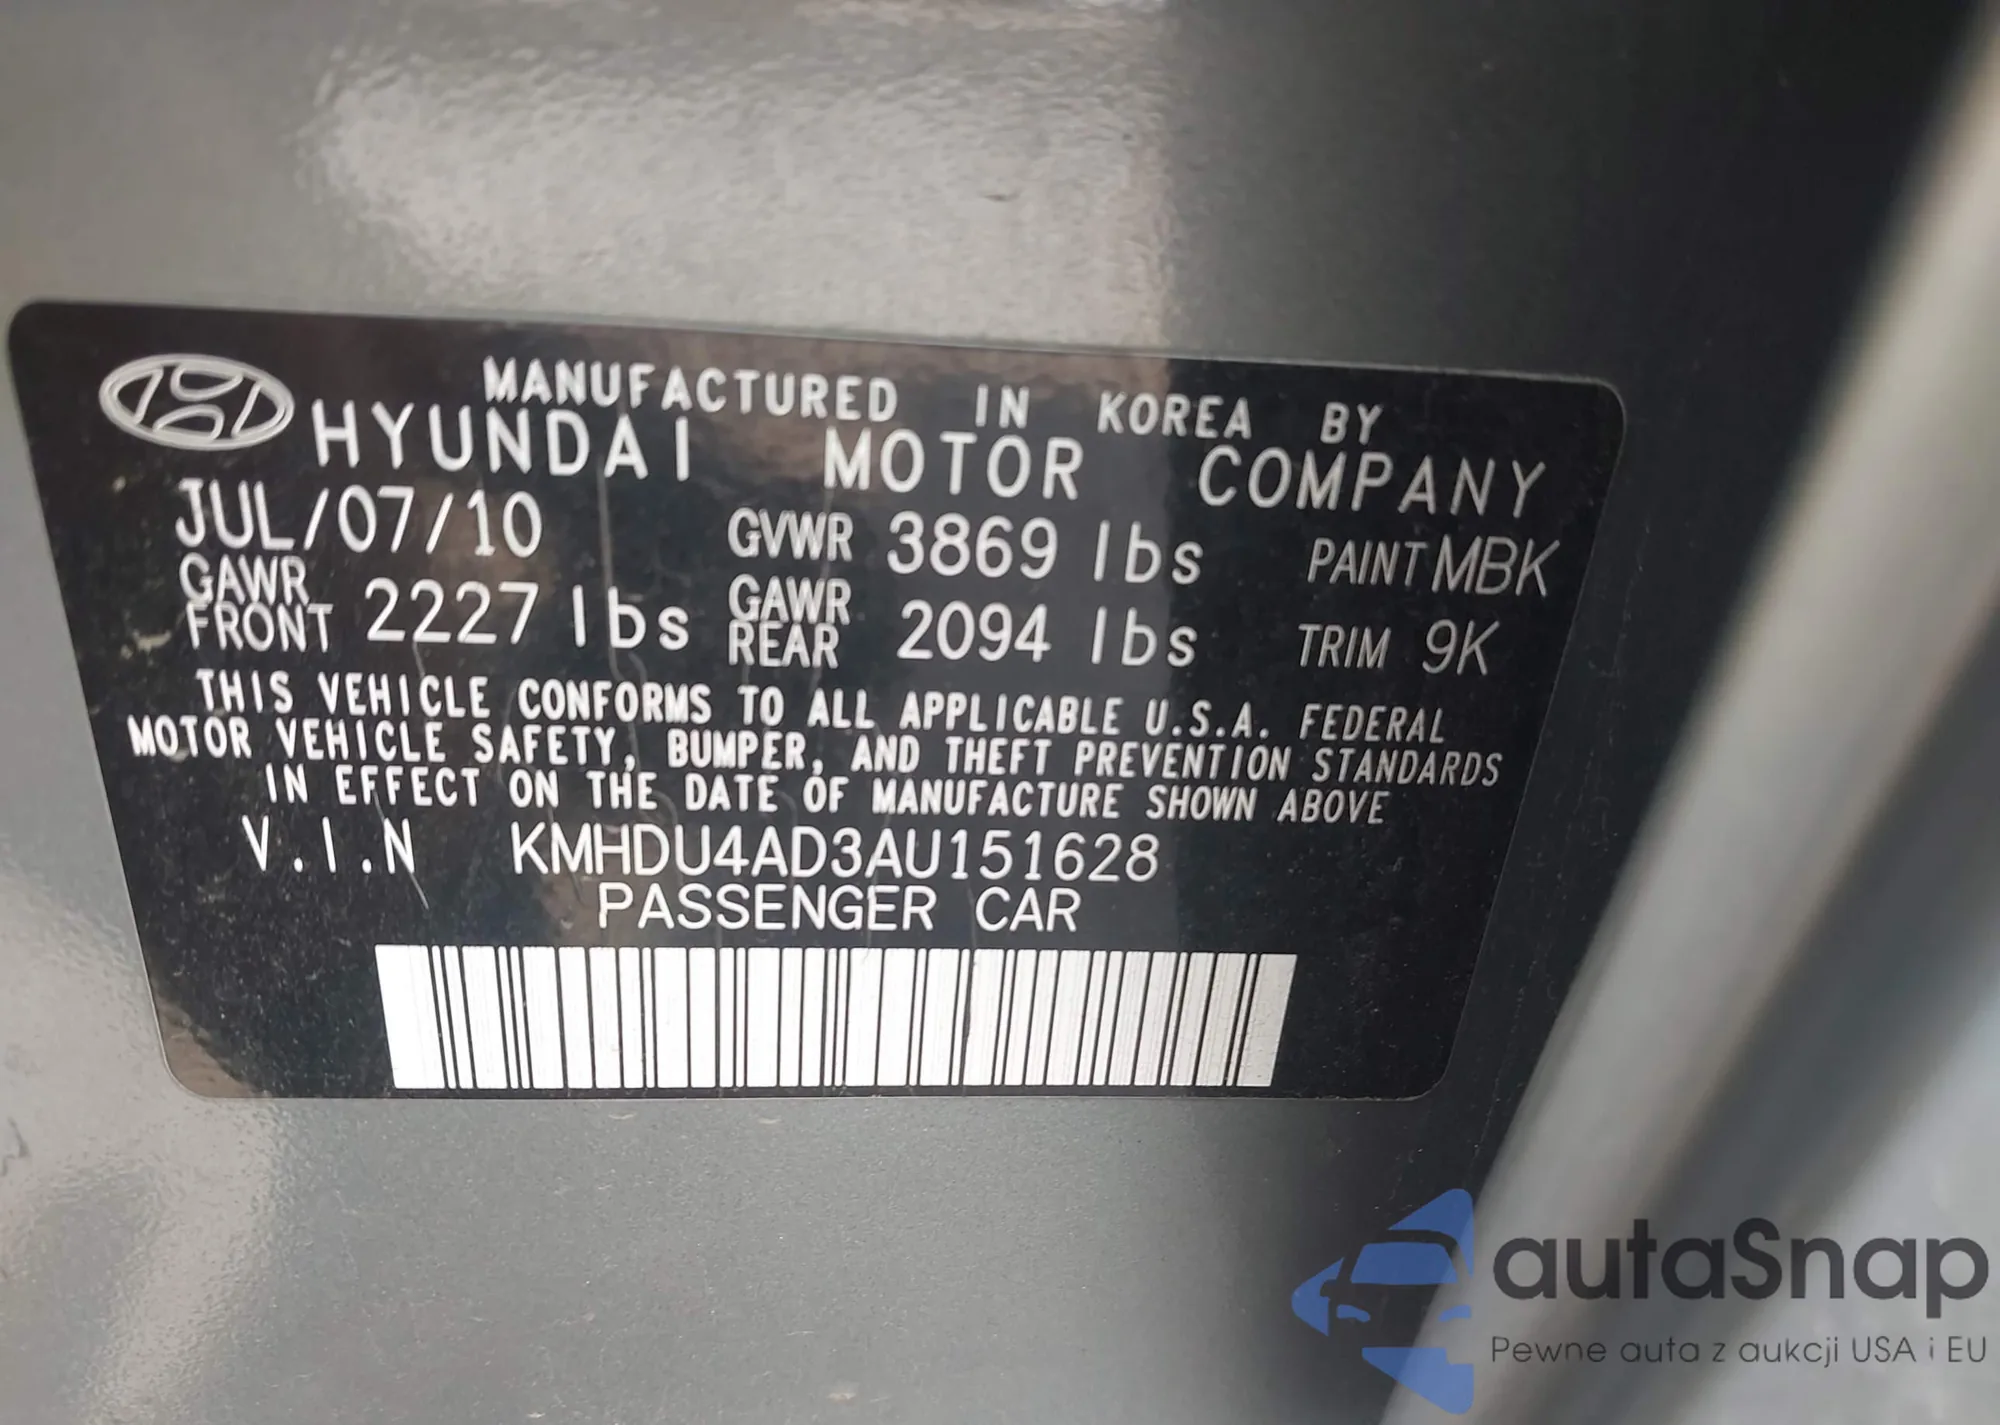 MANUFACTURED IN KOREA BY
HYUNDAI MOTOR COMPANY
JUL/07/10 GVWR 3869 lbs PAINT MBK
GAWR FRONT 2227 lbs GAWR REAR 2094 lbs TRIM 9K
THIS VEHICLE CONFORMS TO ALL APPLICABLE U.S.A. FEDERAL
MOTOR VEHICLE SAFETY, BUMPER, AND THEFT PREVENTION STANDARDS
IN EFFECT ON THE DATE OF MANUFACTURE SHOWN ABOVE
V.I.N KMHDU4AD3AU151628
PASSENGER CAR
autaSnap
Pewne auta z aukcji USA i EU